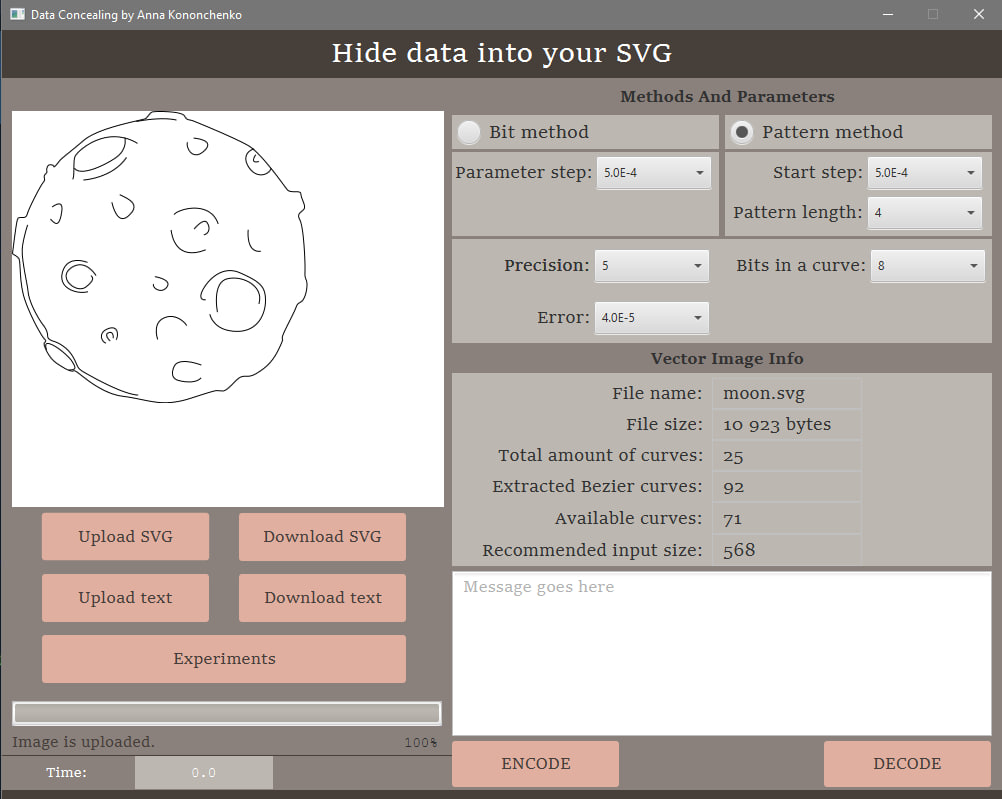 Data Concealing by Anna Kononchenko
Hide data into your SVG
Methods And Parameters
Bit method
Pattern method
Parameter step: 5.0E-4
Start step: 5.0E-4
Pattern length: 4
Precision: 5
Bits in a curve: 8
Error: 4.0E-5
Vector Image Info
File name: moon.svg
File size: 10 923 bytes
Total amount of curves: 25
Extracted Bezier curves: 92
Available curves: 71
Recommended input size: 568
Message goes here
Upload SVG
Download SVG
Upload text
Download text
Experiments
Image is uploaded. 100%
Time: 0.0
ENCODE
DECODE